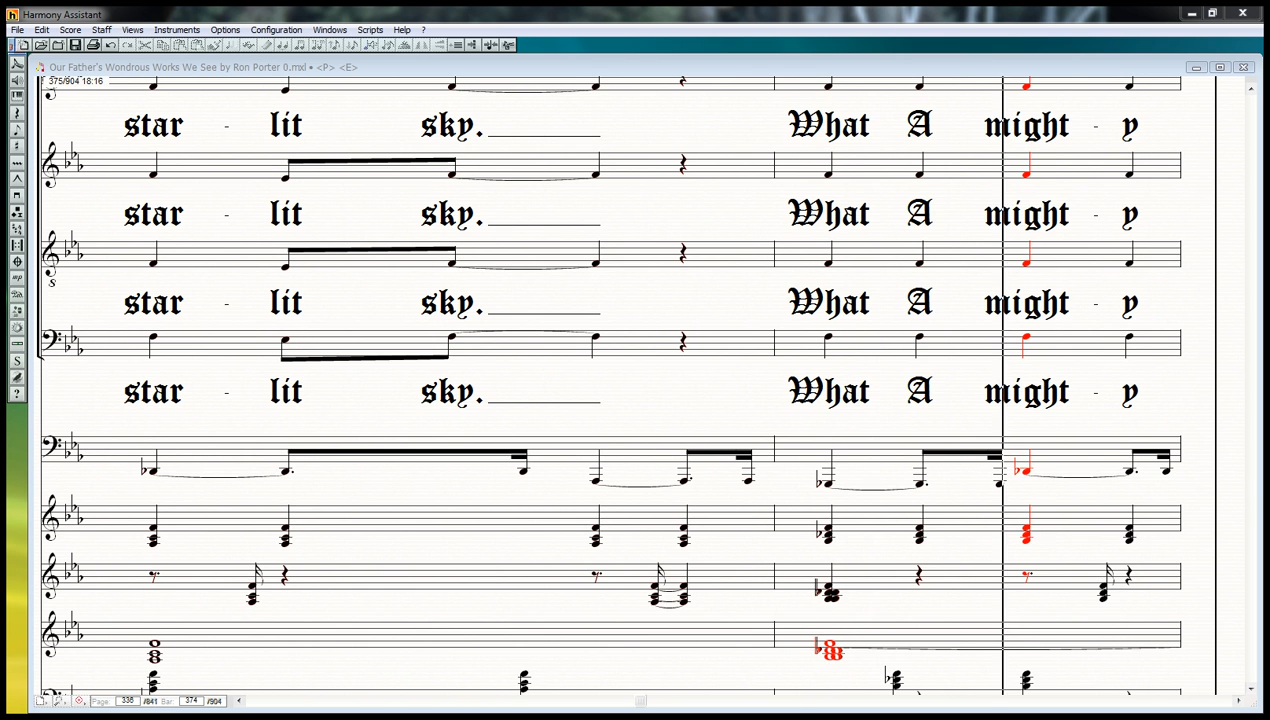 Harmony Assistant
File Edit Score Staff Views Instruments Options Configuration Windows Scripts Help ?
Our Father's Wondrous Works We See by Ron Porter 0.mxl • <P> <E>
375/904 18:16
star - lit sky. What A might - y
star - lit sky. What A might - y
star - lit sky. What A might - y
star - lit sky. What A might - y
Page: 338 /841 Bar: 374 /904